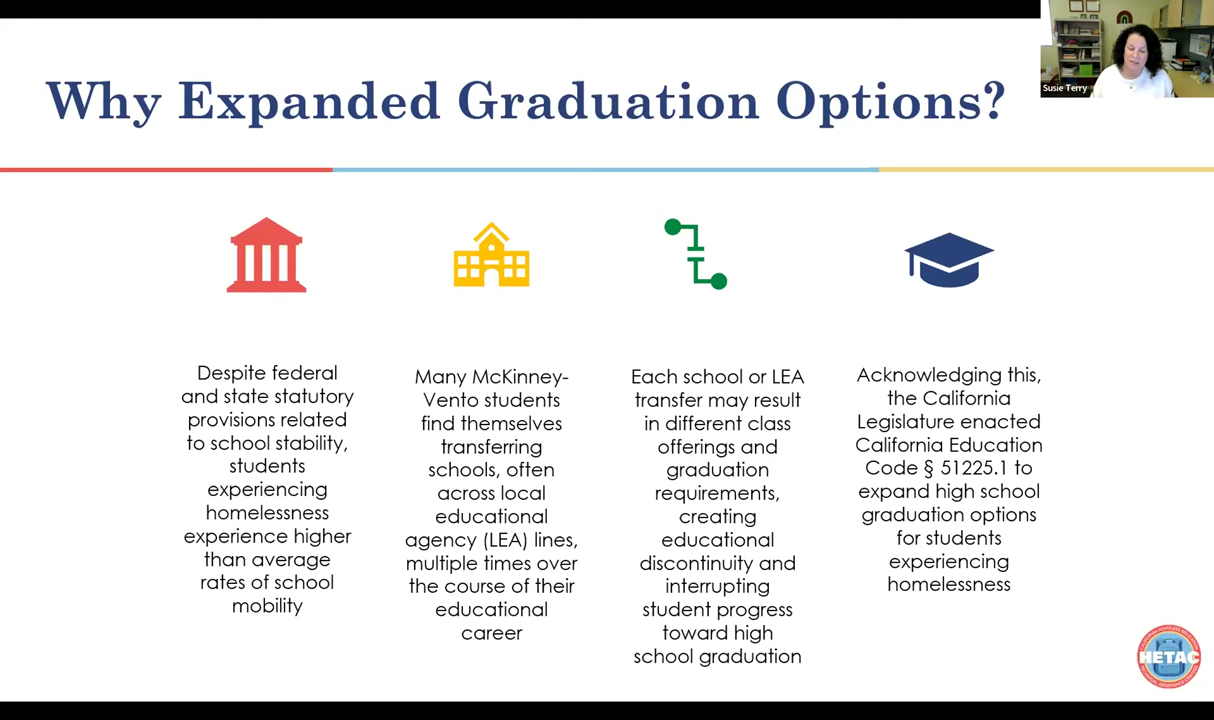 Why Expanded Graduation Options?
Susie Terry
Despite federal
and state statutory
provisions related
to school stability,
students
experiencing
homelessness
experience higher
than average
rates of school
mobility
Many McKinney-
Vento students
find themselves
transferring
schools, often
across local
educational
agency (LEA) lines,
multiple times over
the course of their
educational
career
Each school or LEA
transfer may result
in different class
offerings and
graduation
requirements,
creating
educational
discontinuity and
interrupting
student progress
toward high
school graduation
Acknowledging this,
the California
Legislature enacted
California Education
Code § 51225.1 to
expand high school
graduation options
for students
experiencing
homelessness
HETAC